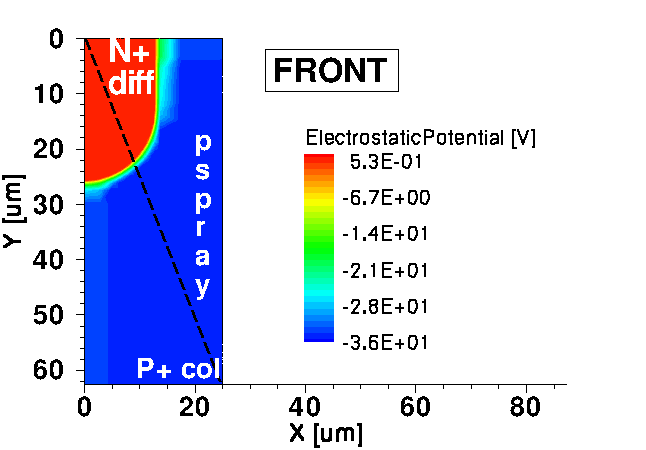 FRONT
N+
diff
p
s
p
r
a
y
P+ col
ElectrostaticPotential [V]
5.3E-01
-6.7E+00
-1.4E+01
-2.1E+01
-2.8E+01
-3.6E+01
Y [um]
0
10
20
30
40
50
60
0 20 40 60 80
X [um]